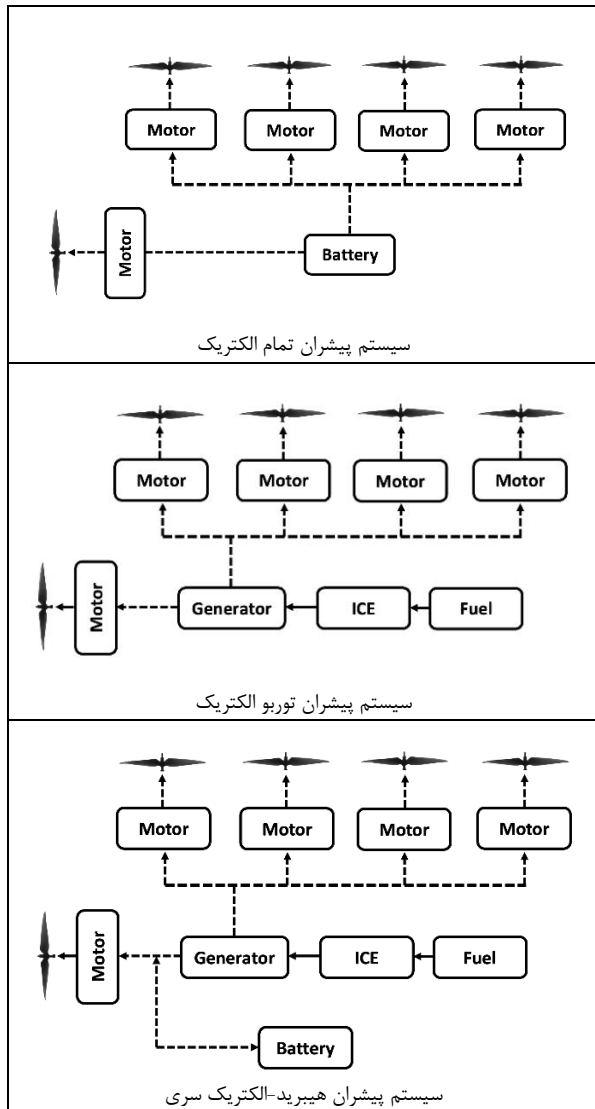 Motor Motor Motor Motor
Motor
Battery
سیستم پیشران تمام الکتریک
Motor Motor Motor Motor
Motor
Generator ICE Fuel
سیستم پیشران توربو الکتریک
Motor Motor Motor Motor
Motor
Generator ICE Fuel
Battery
سیستم پیشران هیبرید-الکتریک سری